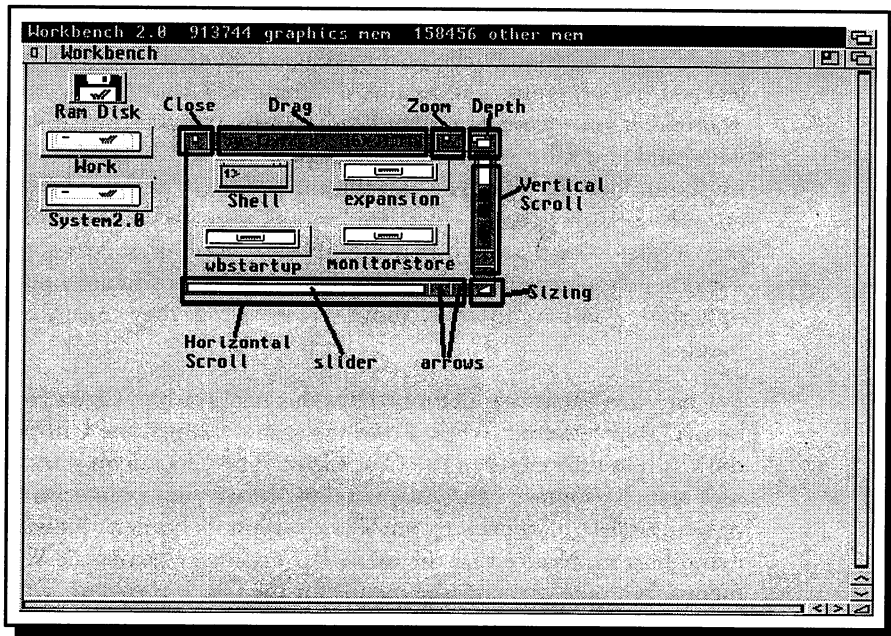 Workbench 2.0 913744 graphics mem 158456 other mem
Workbench
Ram Disk
Work
System2.0
Close
Drag
Zoom
Depth
Shell
expansion
wbstartup
monitorstore
Vertical
Scroll
Sizing
Horizontal
Scroll
slider
arrows